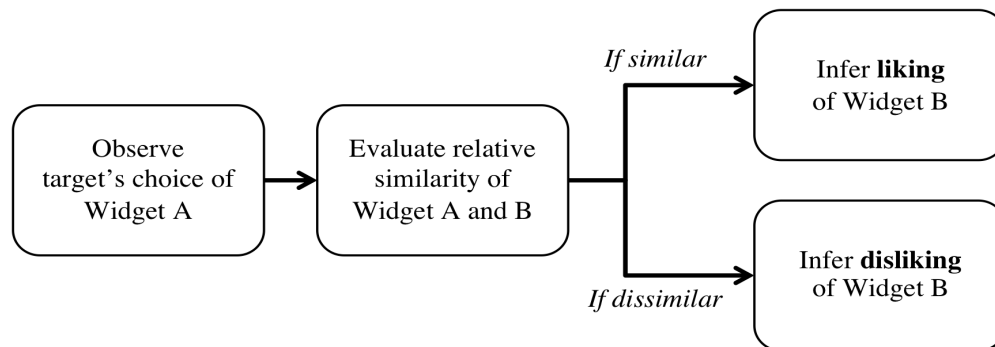 Observe
target’s choice of
Widget A
Evaluate relative
similarity of
Widget A and B
If similar
Infer liking
of Widget B
If dissimilar
Infer disliking
of Widget B